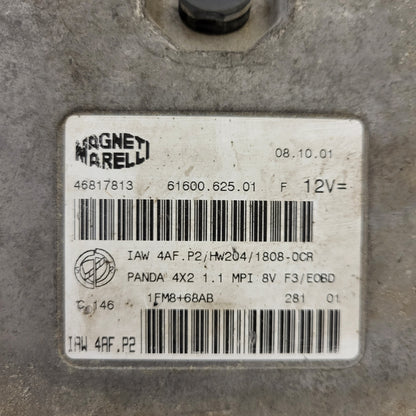 MAGNETI
MARELLI
08.10.01
46817813 61600.625.01 F 12V=
IAW 4AF.P2/HW204/1808-0CR
PANDA 4X2 1.1 MPI 8V F3/EOBD
C 146 1FM8+68AB 281 01
IAW 4AF.P2